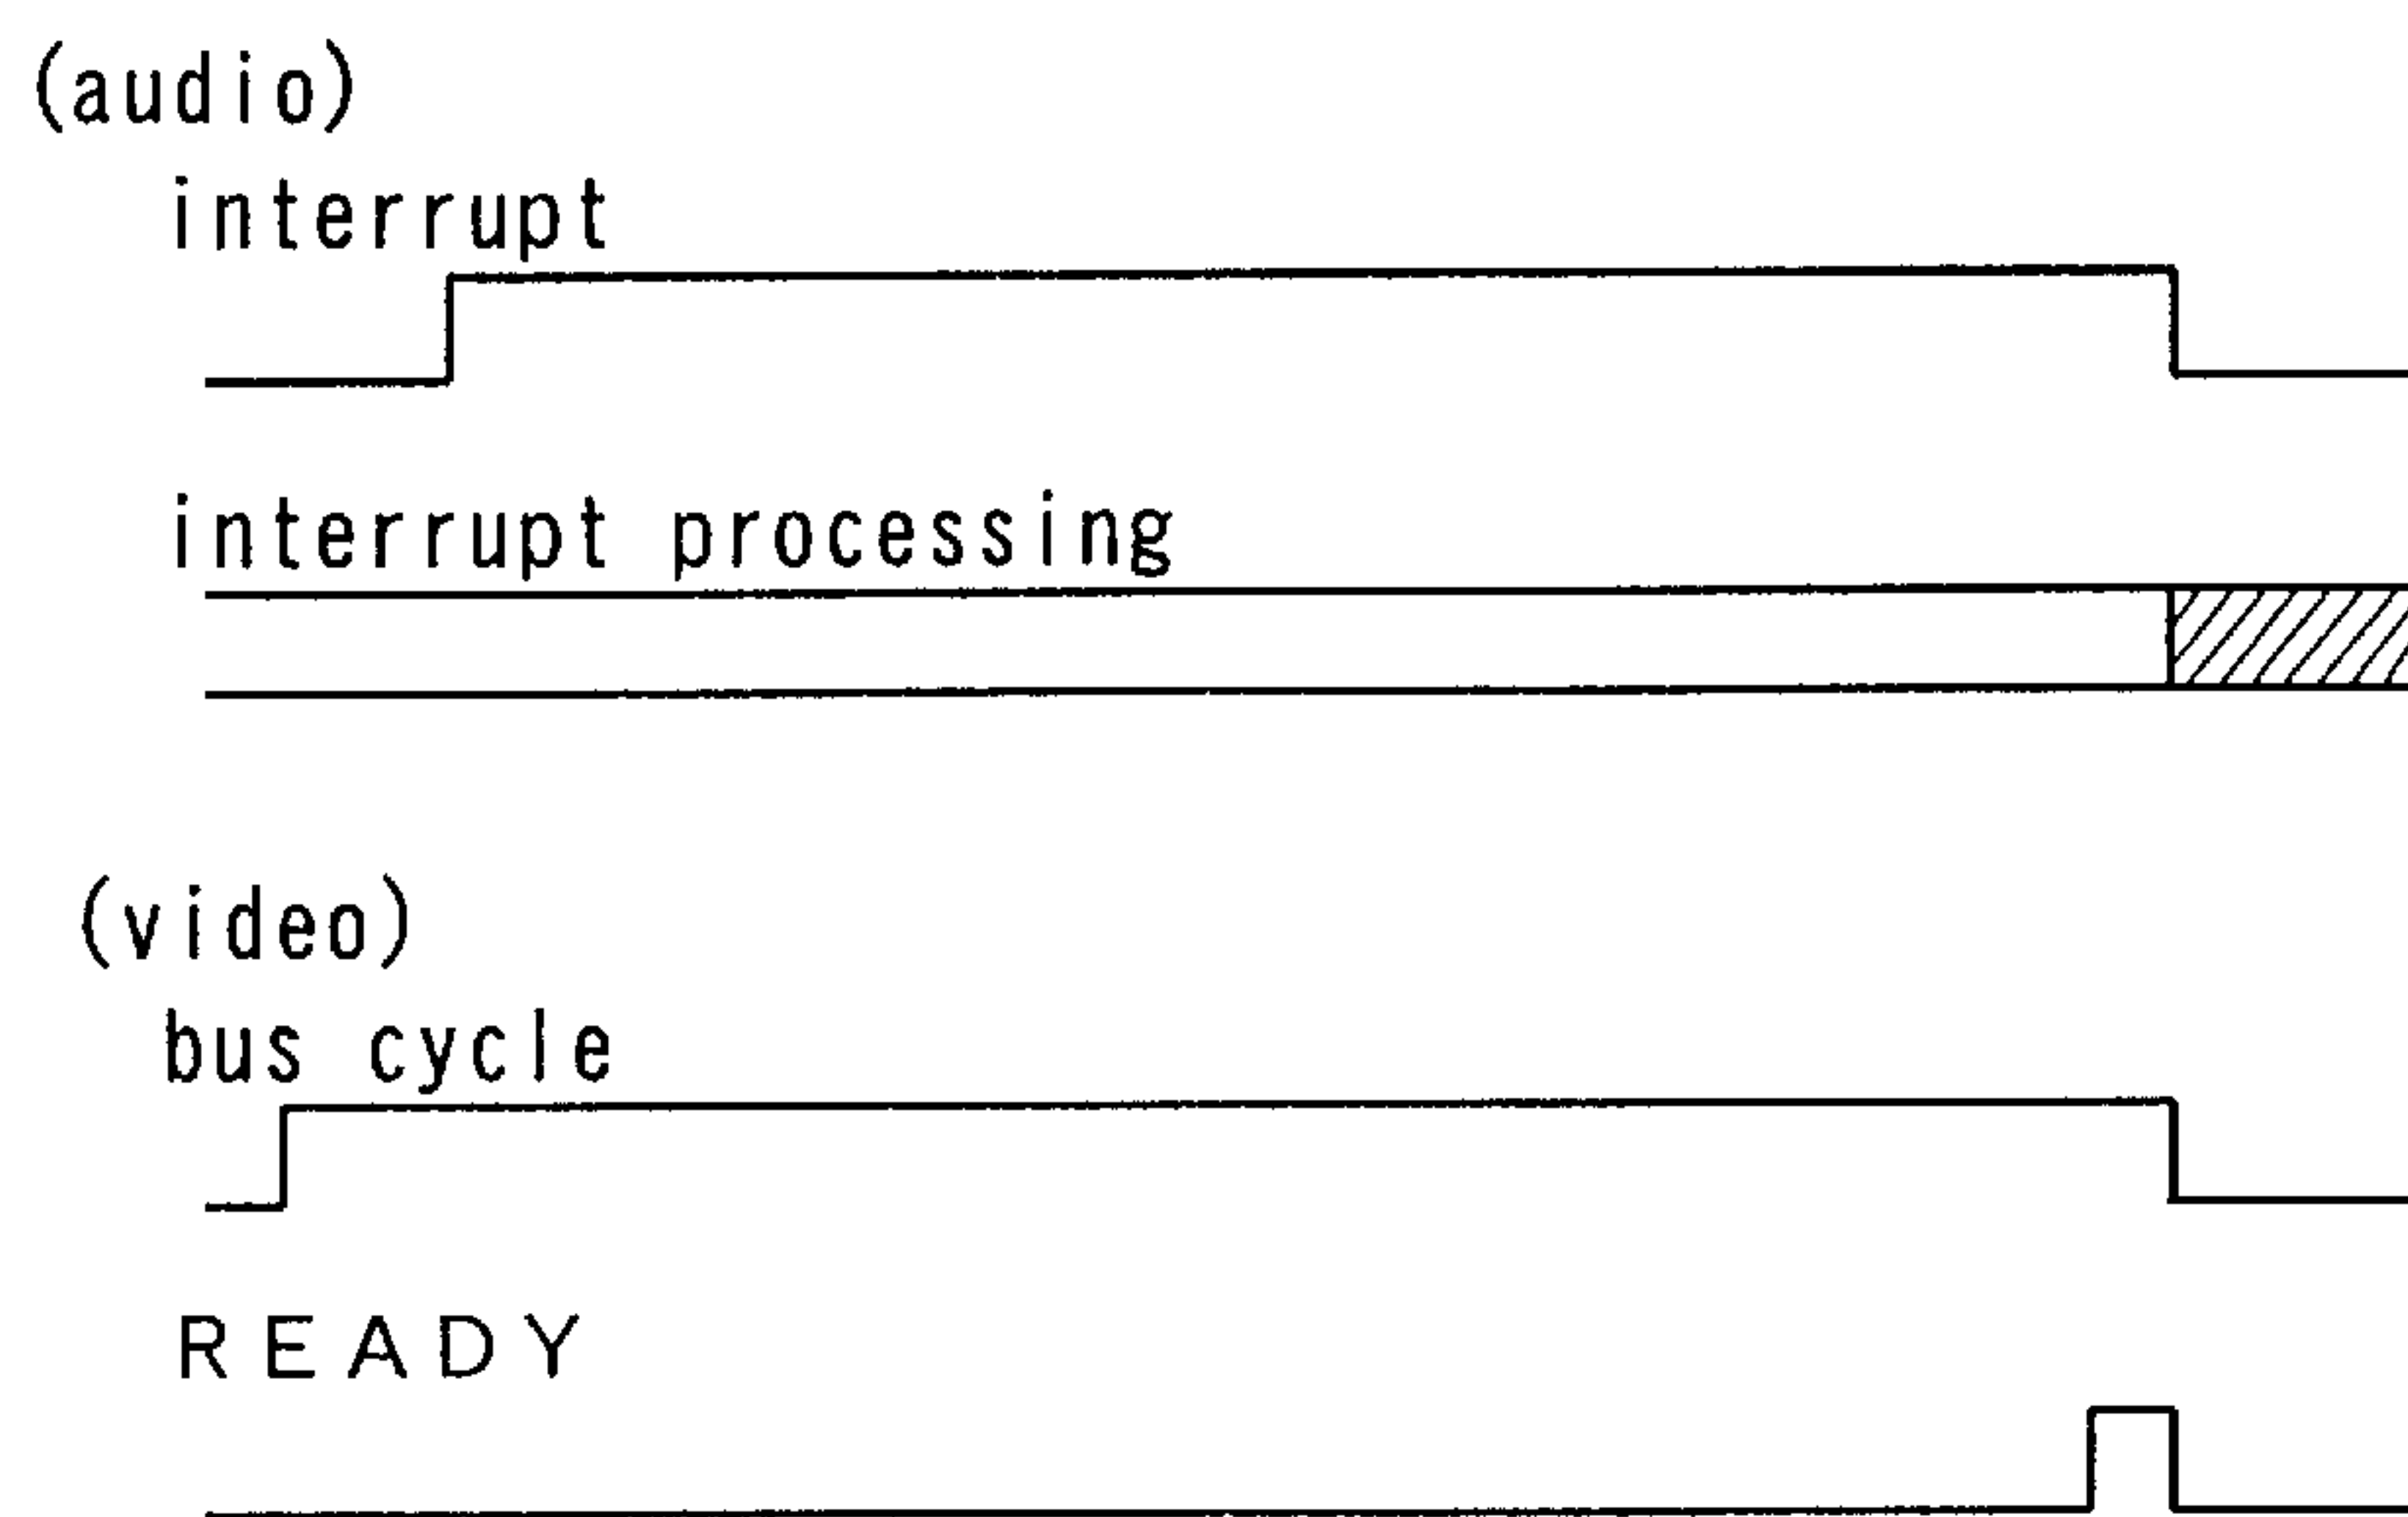 (audio)
interrupt
interrupt processing
(video)
bus cycle
READY